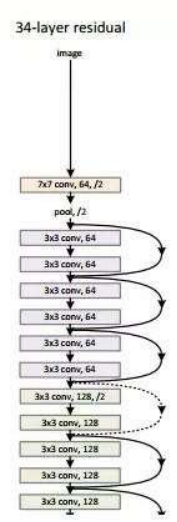 34-layer residual
image
7x7 conv, 64, /2
pool, /2
3x3 conv, 64
3x3 conv, 64
3x3 conv, 64
3x3 conv, 64
3x3 conv, 64
3x3 conv, 64
3x3 conv, 128, /2
3x3 conv, 128
3x3 conv, 128
3x3 conv, 128
3x3 conv, 128